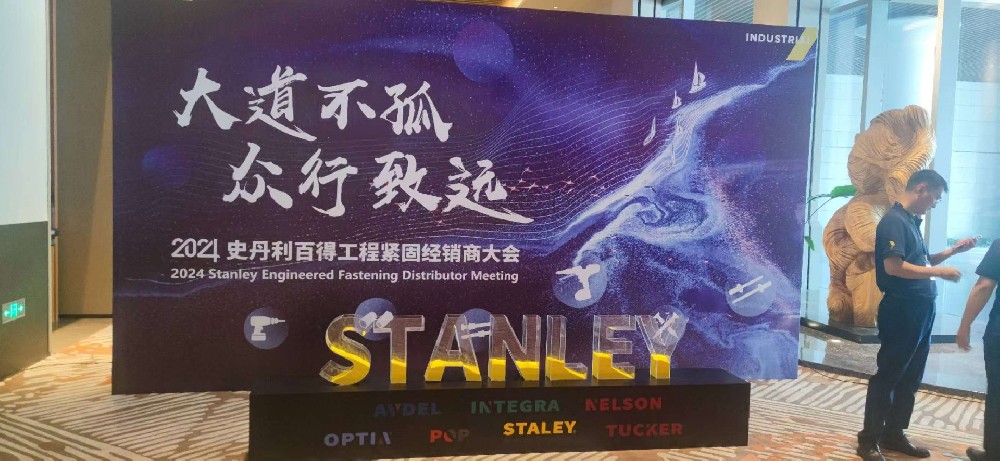 INDUSTRIAL
大道不孤
众行致远
2024 史丹利百得工程紧固经销商大会
2024 Stanley Engineered Fastening Distributor Meeting
STANLEY
AVDEL INTEGRA NELSON
OPTIA POP STALEY TUCKER